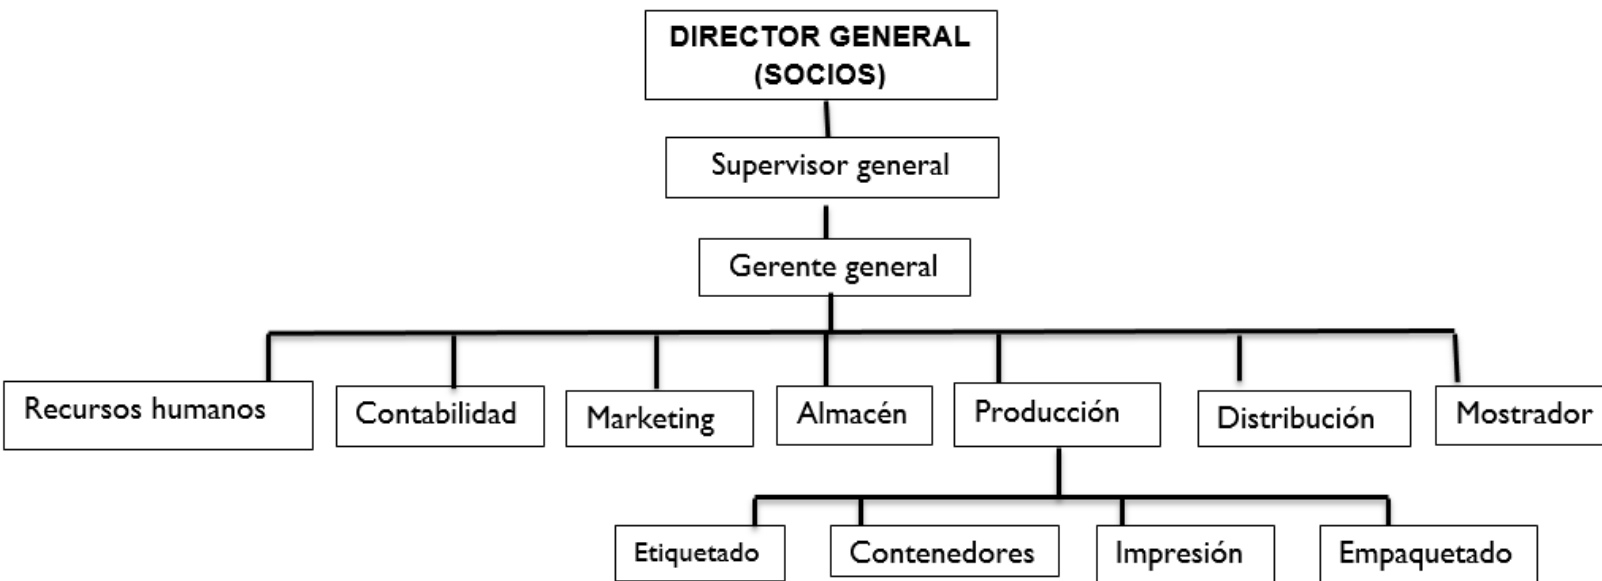 DIRECTOR GENERAL
(SOCIOS)
Supervisor general
Gerente general
Recursos humanos
Contabilidad
Marketing
Almacén
Producción
Distribución
Mostrador
Etiquetado
Contenedores
Impresión
Empaquetado